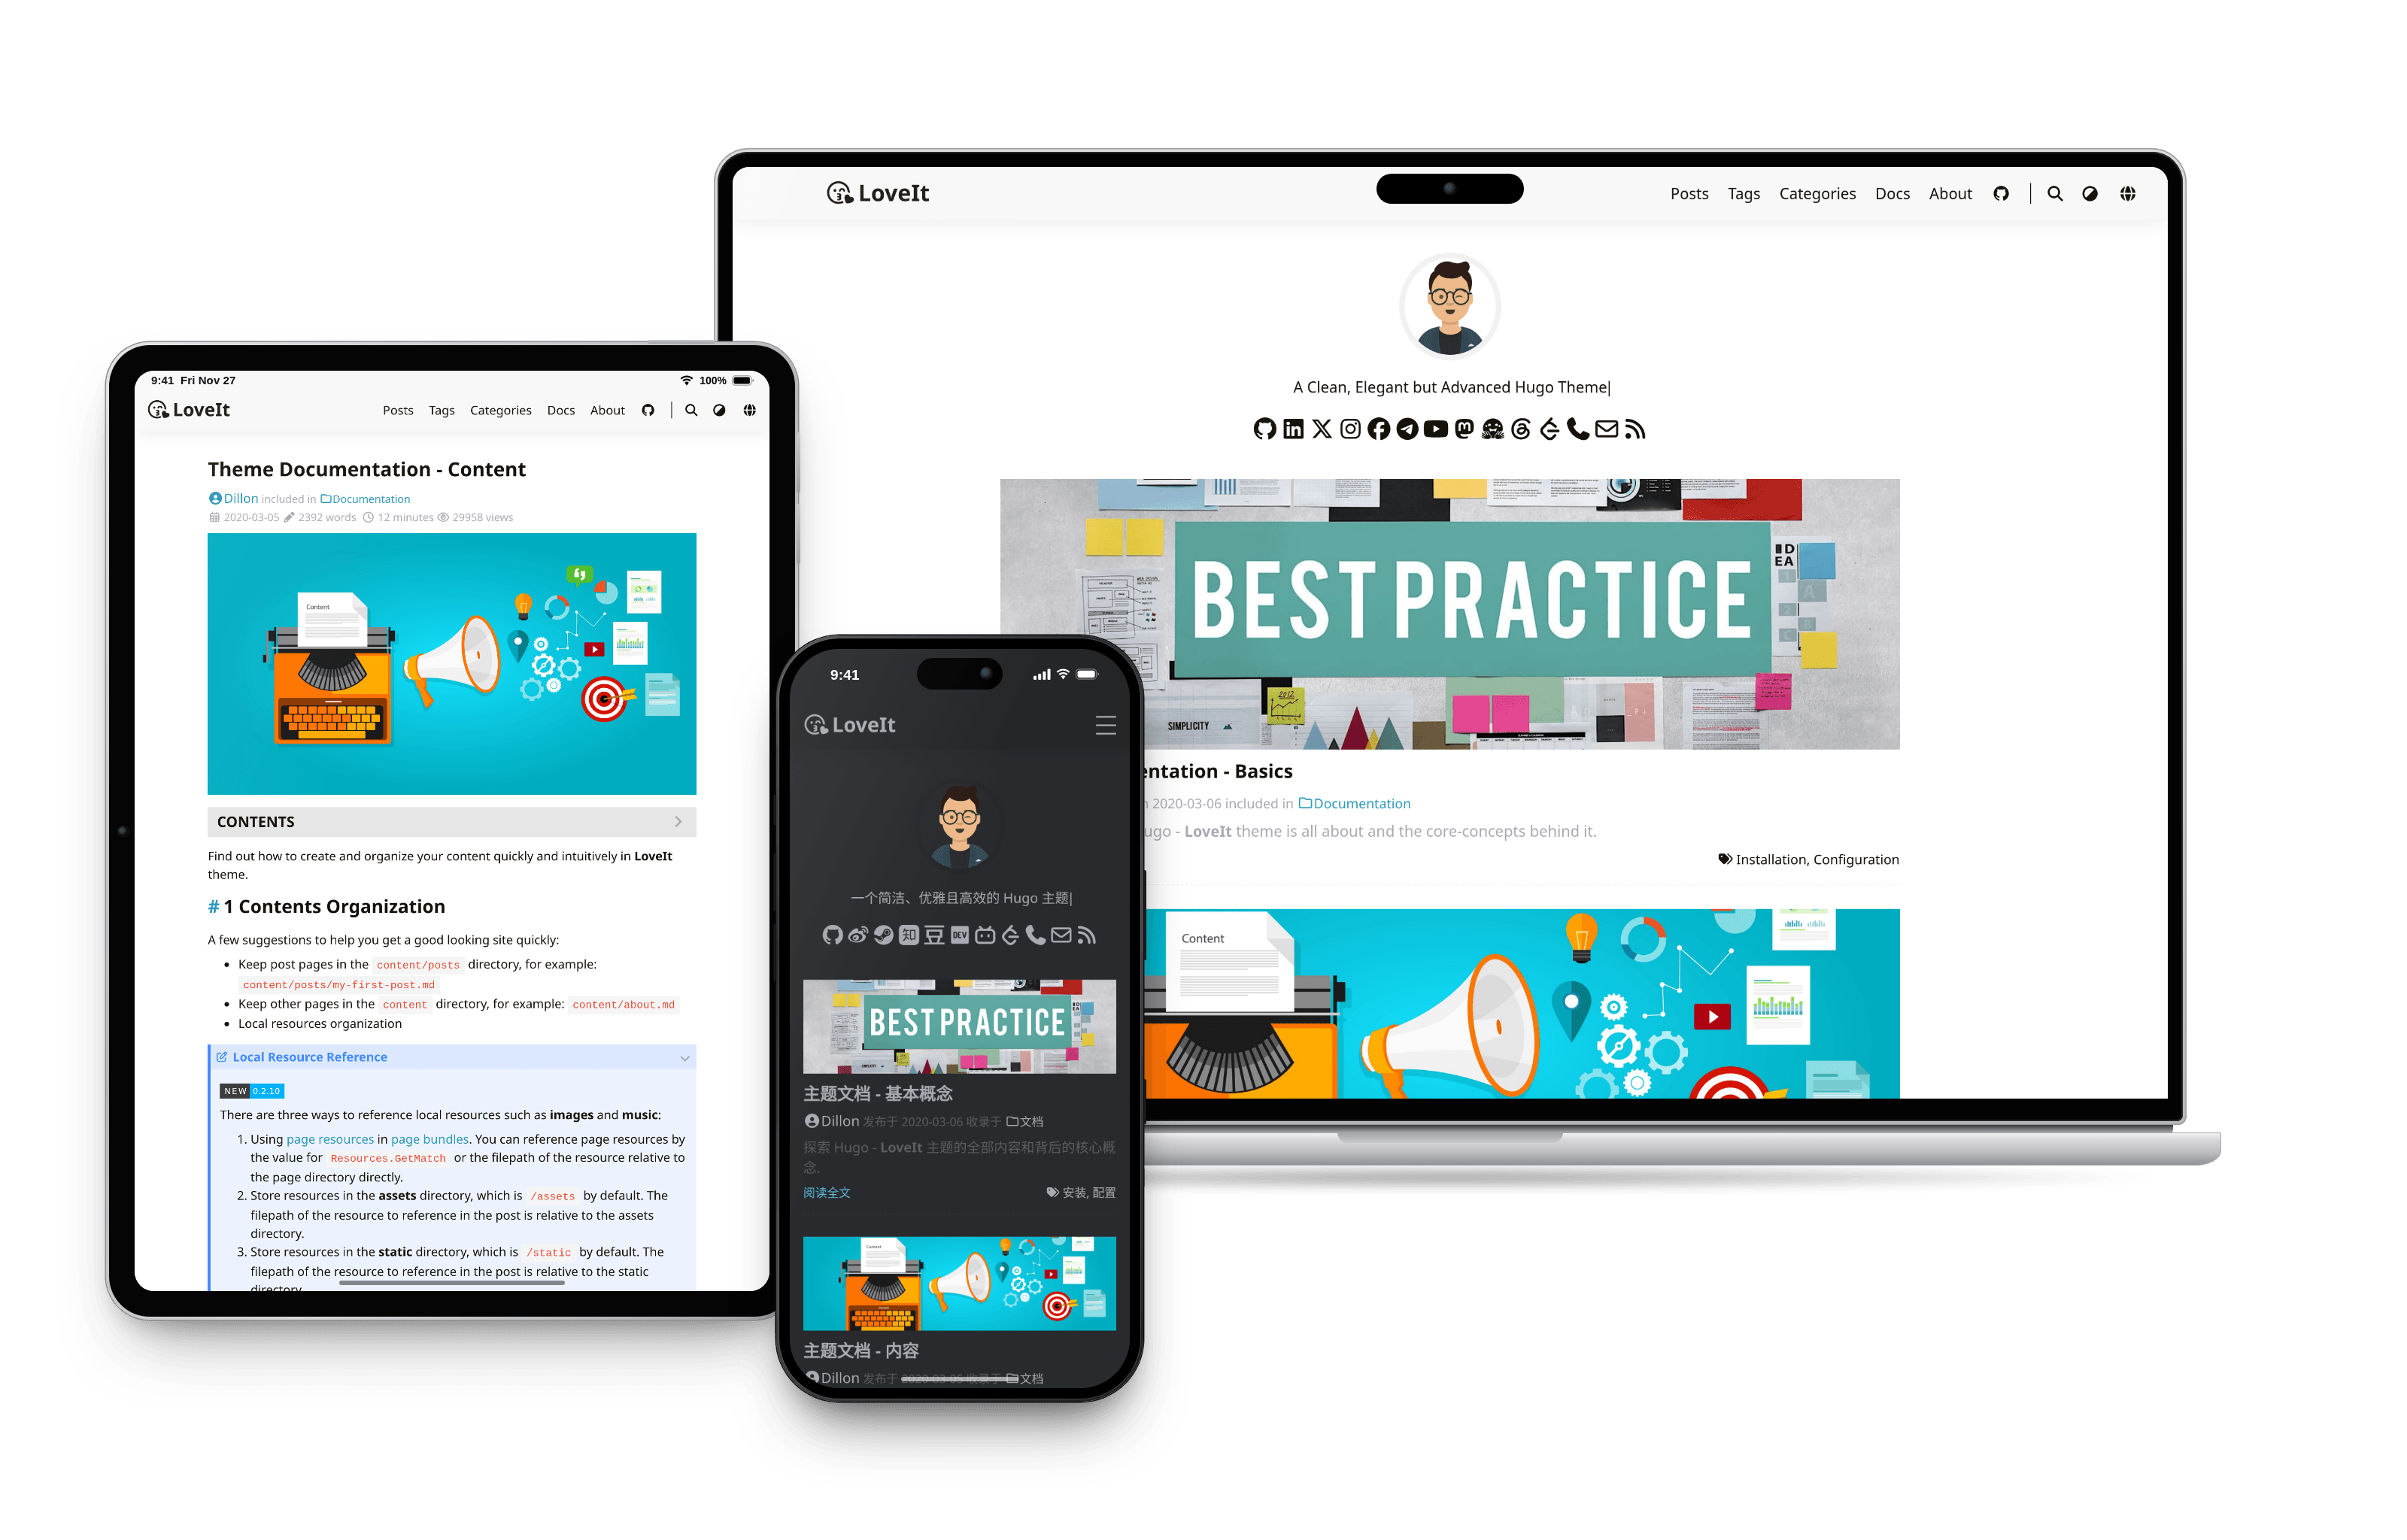 LoveIt
Posts Tags Categories Docs About
A Clean, Elegant but Advanced Hugo Theme|
BEST PRACTICE
SIMPLICITY
2012
entation - Basics
2020-03-06 included in Documentation
ugo - LoveIt theme is all about and the core-concepts behind it.
Installation, Configuration
Content
9:41 Fri Nov 27
100%
LoveIt
Posts Tags Categories Docs About
Theme Documentation - Content
Dillon included in Documentation
2020-03-05 2392 words 12 minutes 29958 views
Content
CONTENTS
Find out how to create and organize your content quickly and intuitively in LoveIt
theme.
# 1 Contents Organization
A few suggestions to help you get a good looking site quickly:
• Keep post pages in the content/posts directory, for example:
content/posts/my-first-post.md
• Keep other pages in the content directory, for example: content/about.md
• Local resources organization
Local Resource Reference
NEW 0.2.10
There are three ways to reference local resources such as images and music:
1. Using page resources in page bundles. You can reference page resources by
the value for Resources.GetMatch or the filepath of the resource relative to
the page directory directly.
2. Store resources in the assets directory, which is /assets by default. The
filepath of the resource to reference in the post is relative to the assets
directory.
3. Store resources in the static directory, which is /static by default. The
filepath of the resource to reference in the post is relative to the static
directory.
9:41
LoveIt
一个简洁、优雅且高效的 Hugo 主题|
知 豆 DEV
BEST PRACTICE
主题文档 - 基本概念
Dillon 发布于 2020-03-06 收录于 文档
探索 Hugo - LoveIt 主题的全部内容和背后的核心概
念.
阅读全文 安装, 配置
Content
主题文档 - 内容
Dillon 发布于 2020-03-05 收录于 文档